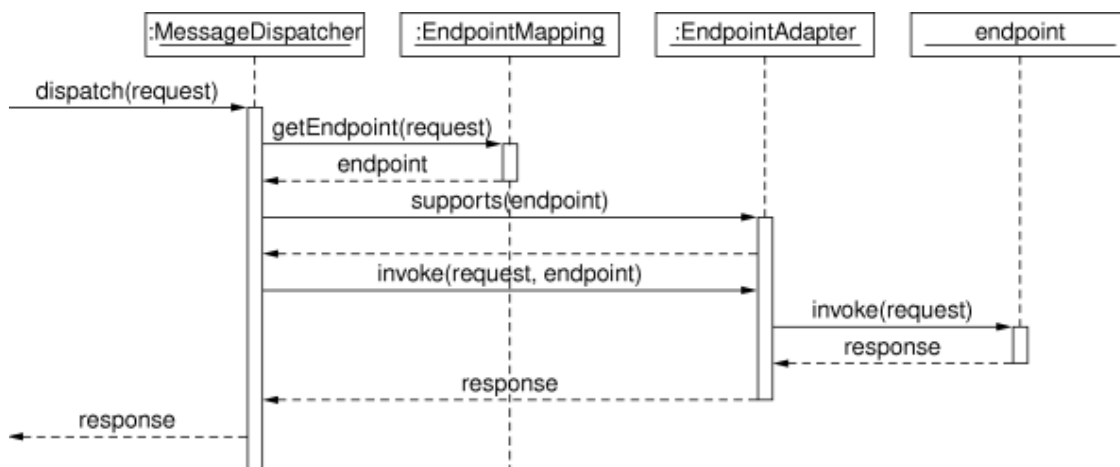 :MessageDispatcher
:EndpointMapping
:EndpointAdapter
endpoint
dispatch(request)
getEndpoint(request)
endpoint
supports(endpoint)
invoke(request, endpoint)
invoke(request)
response
response
response